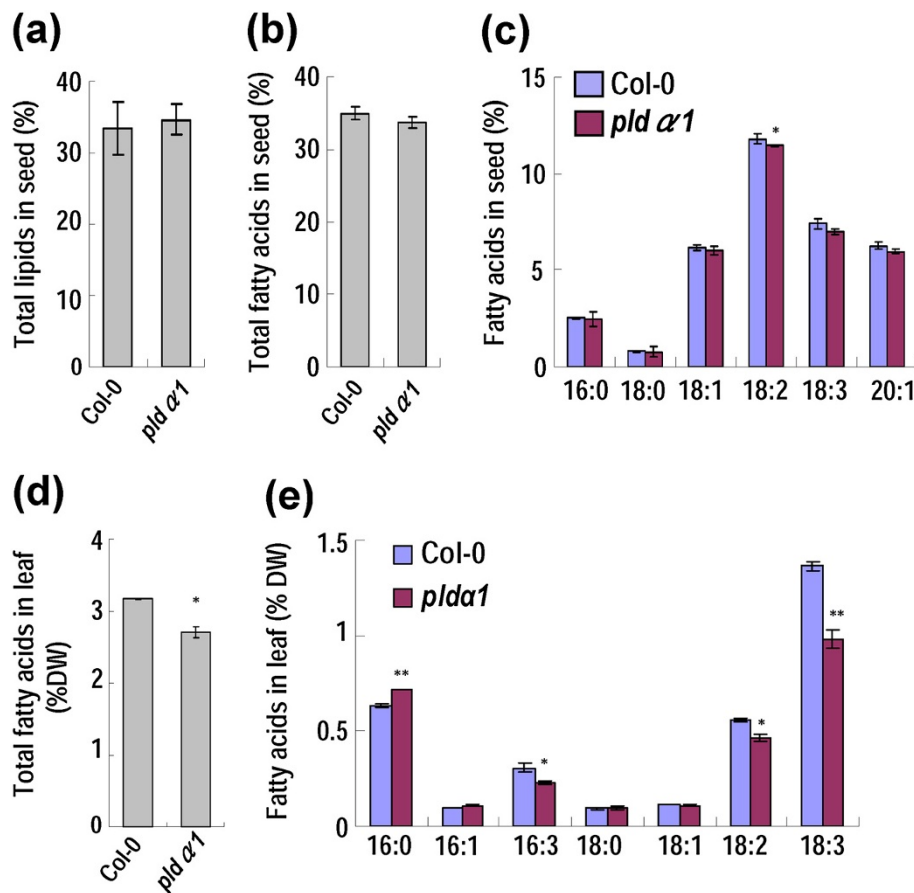 (a)
Total lipids in seed (%)
40
30
20
10
0
Col-0
pld α1
(b)
Total fatty acids in seed (%)
40
30
20
10
0
Col-0
pld α1
(c)
Fatty acids in seed (%)
15
10
5
0
Col-0
pld α1
*
16:0 18:0 18:1 18:2 18:3 20:1
(d)
Total fatty acids in leaf
(%DW)
4
3
2
1
0
*
Col-0
pld α1
(e)
Fatty acids in leaf (% DW)
1.5
1
0.5
0
Col-0
pldα1
** * * **
16:0 16:1 16:3 18:0 18:1 18:2 18:3